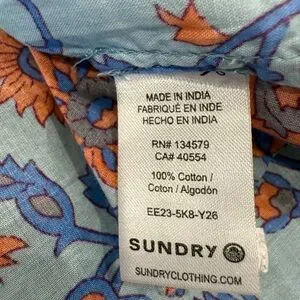 MADE IN INDIA
FABRIQUÉ EN INDE
HECHO EN INDIA
RN# 134579
CA# 40554
100% Cotton /
Coton / Algodón
EE23-5K8-Y26
SUNDRY
SUNDRYCLOTHING.COM